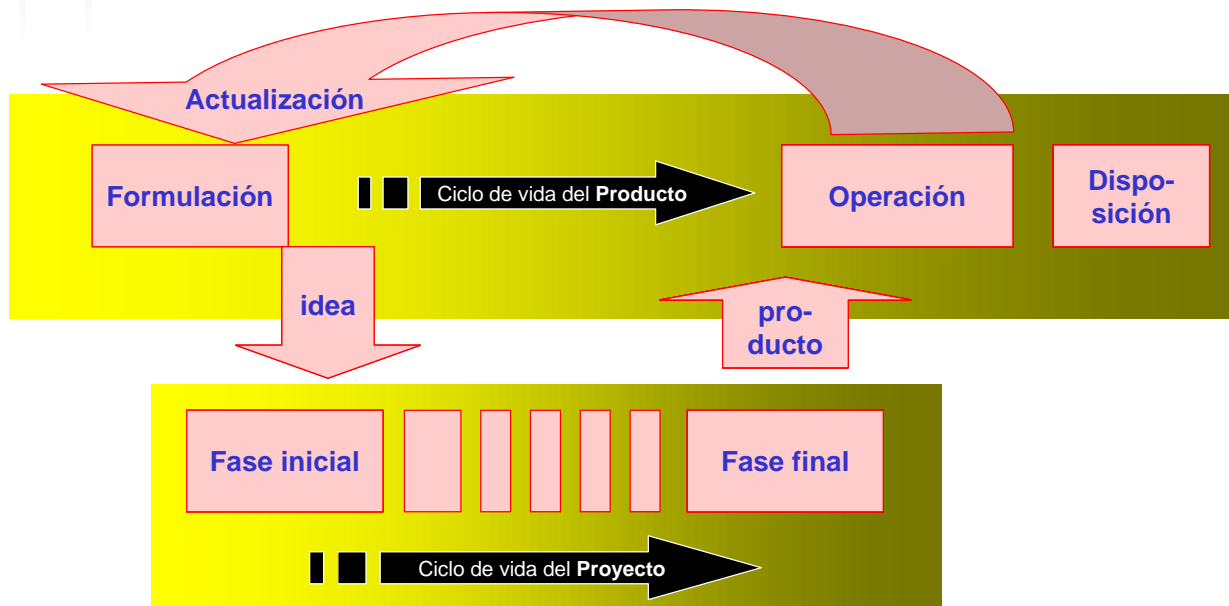 Actualización
Formulación
Ciclo de vida del Producto
Operación
Dispo-
sición
idea
pro-
ducto
Fase inicial
Fase final
Ciclo de vida del Proyecto